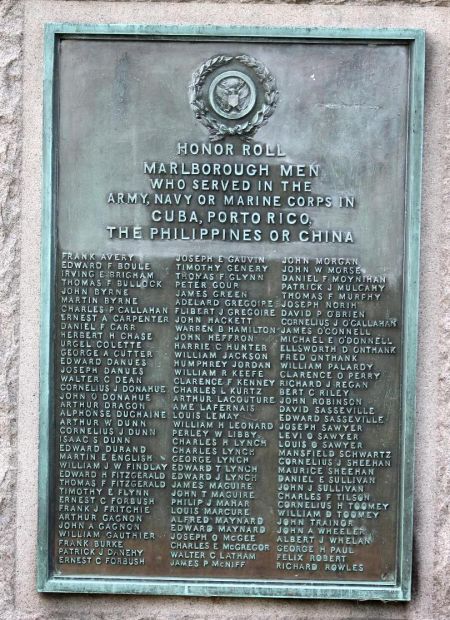 HONOR ROLL
MARLBOROUGH MEN
WHO SERVED IN THE
ARMY, NAVY OR MARINE CORPS IN
CUBA, PORTO RICO,
THE PHILIPPINES OR CHINA
FRANK AVERY
EDWARD F BOULE
IRVING E BRIGHAM
THOMAS F BULLOCK
JOHN BYRNE
MARTIN BYRNE
CHARLES P CALLAHAN
ERNEST A CARPENTER
DANIEL F CARR
HERBERT H CHASE
URGEL COLETTE
GEORGE A CUTTER
EDWARD DANUES
JOSEPH DANUES
WALTER C DEAN
CORNELIUS J DONAHUE
JOHN O DONAHUE
ARTHUR DRAGON
ALPHONSE DUCHAINE
ARTHUR W DUNN
CORNELIUS J DUNN
ISAAC S DUNN
EDWARD DURAND
MARTIN E ENGLISH
WILLIAM J W FINDLAY
EDWARD H FITZGERALD
THOMAS F FITZGERALD
TIMOTHY E FLYNN
ERNEST C FORBUSH
FRANK J FRITCHIE
ARTHUR GAGNON
JOHN A GAGNON
WILLIAM GAUTHIER
FRANK BURKE
PATRICK J DANEHY
ERNEST C FORBUSH
JOSEPH E GAUVIN
TIMOTHY GENERY
THOMAS F GLYNN
PETER GOUR
JAMES GREEN
ADELARD GREGOIRE
FLIBERT J GREGOIRE
JOHN HACKETT
WARREN B HAMILTON
JOHN HEFFRON
HARRIE C HUNTER
WILLIAM JACKSON
HUMPHREY JORDAN
WILLIAM R KEEFE
CLARENCE F KENNEY
CHARLES L KURTZ
ARTHUR LACOUTURE
AME LAFERNAIS
LOUIS LEMAY
WILLIAM H LEONARD
PERLEY W LIBBY
CHARLES H LYNCH
CHARLES LYNCH
GEORGE LYNCH
EDWARD T LYNCH
EDWARD J LYNCH
JAMES MAGUIRE
JOHN T MAGUIRE
PHILIP J MAHAR
LOUIS MARCURE
ALFRED MAYNARD
EDWARD MAYNARD
JOSEPH O MCGEE
CHARLES E MCGREGOR
WALTER C LATHAM
JAMES P MCNIFF
JOHN MORGAN
JOHN W MORSE
DANIEL F MOYNIHAN
PATRICK J MULCAHY
THOMAS F MURPHY
JOSEPH NORIH
DAVID P O'BRIEN
CORNELIUS J O'CALLAHAN
JAMES O'CONNELL
MICHAEL E O'DONNELL
ELLSWORTH D ONTHANK
FRED ONTHANK
WILLIAM PALARDY
CLARENCE O PERRY
RICHARD J REGAN
BERT C RILEY
JOHN ROBINSON
DAVID SASSEVILLE
EDWARD SASSEVILLE
JOSEPH SAWYER
LEVI O SAWYER
LOUIS O SAWYER
MANSFIELD SCHWARTZ
CORNELIUS J SHEEHAN
MAURICE SHEEHAN
DANIEL E SULLIVAN
JOHN J SULLIVAN
CHARLES F TILSON
CORNELIUS H TOOMEY
WILLIAM D TOOMEY
JOHN TRAINOR
JOHN A WHEELER
ALBERT J WHELAN
GEORGE H PAUL
FELIX ROBERT
RICHARD ROWLES